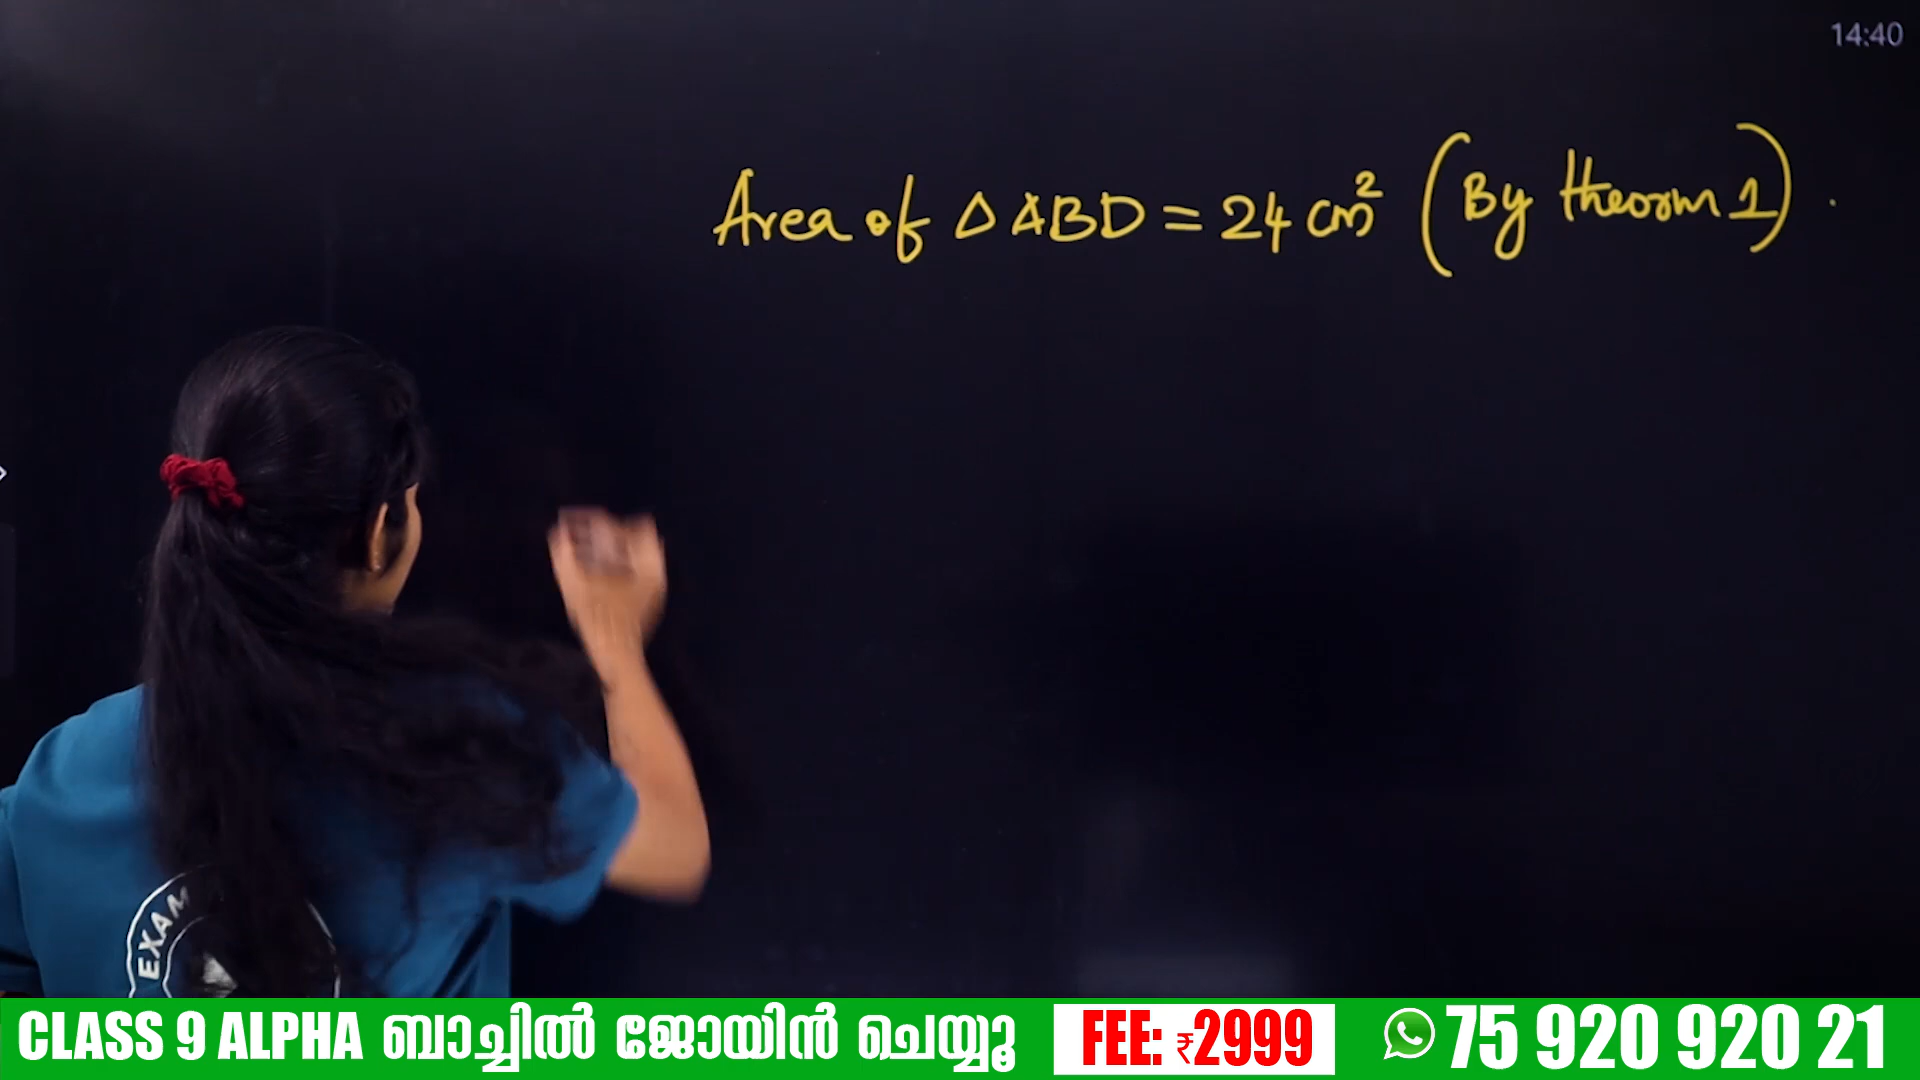 14:40
Area of △ ABD = 24 cm² (By theorm 1).
EXAM
CLASS 9 ALPHA ബാച്ചിൽ ജോയിൻ ചെയ്യൂ FEE: ₹2999 75 920 920 21